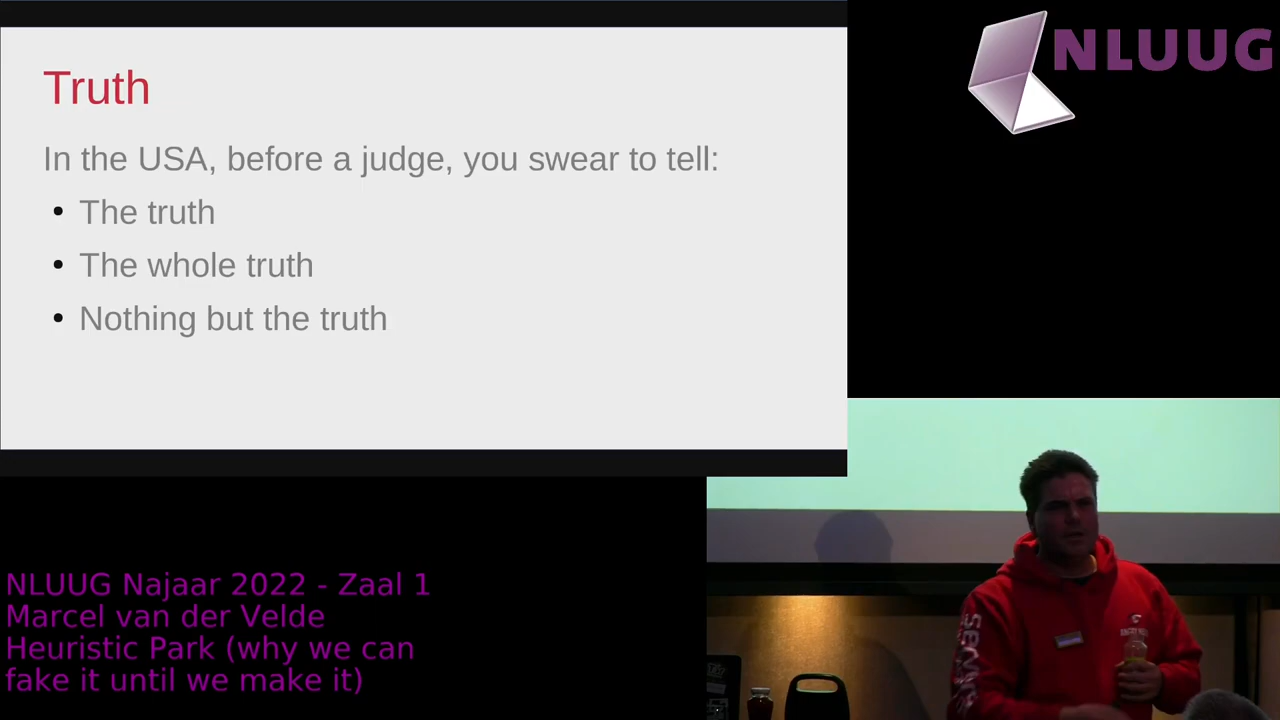 Truth
In the USA, before a judge, you swear to tell:
• The truth
• The whole truth
• Nothing but the truth
NLUUG
NLUUG Najaar 2022 - Zaal 1
Marcel van der Velde
Heuristic Park (why we can
fake it until we make it)